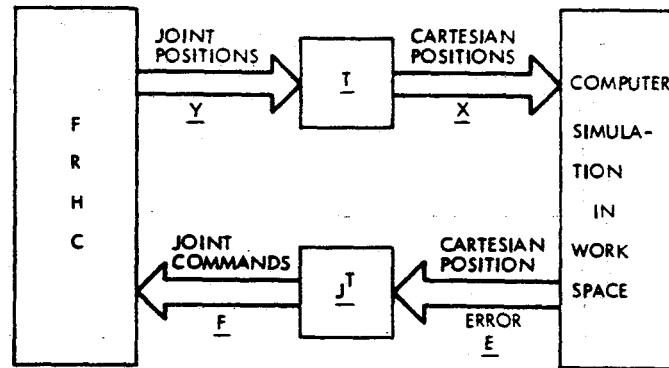 F
R
H
C
JOINT
POSITIONS
Y
T
CARTESIAN
POSITIONS
X
COMPUTER
SIMULA-
TION
IN
WORK
SPACE
JOINT
COMMANDS
F
J^T
CARTESIAN
POSITION
ERROR
E